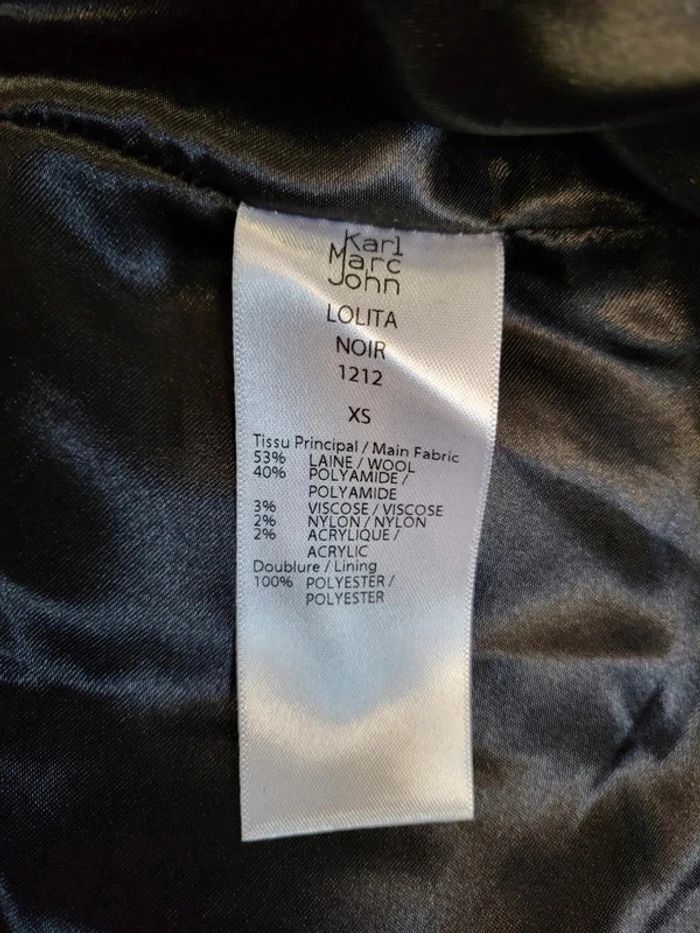 Karl
Marc
John
LOLITA
NOIR
1212
XS
Tissu Principal / Main Fabric
53% LAINE / WOOL
40% POLYAMIDE /
POLYAMIDE
3% VISCOSE / VISCOSE
2% NYLON / NYLON
2% ACRYLIQUE /
ACRYLIC
Doublure / Lining
100% POLYESTER /
POLYESTER